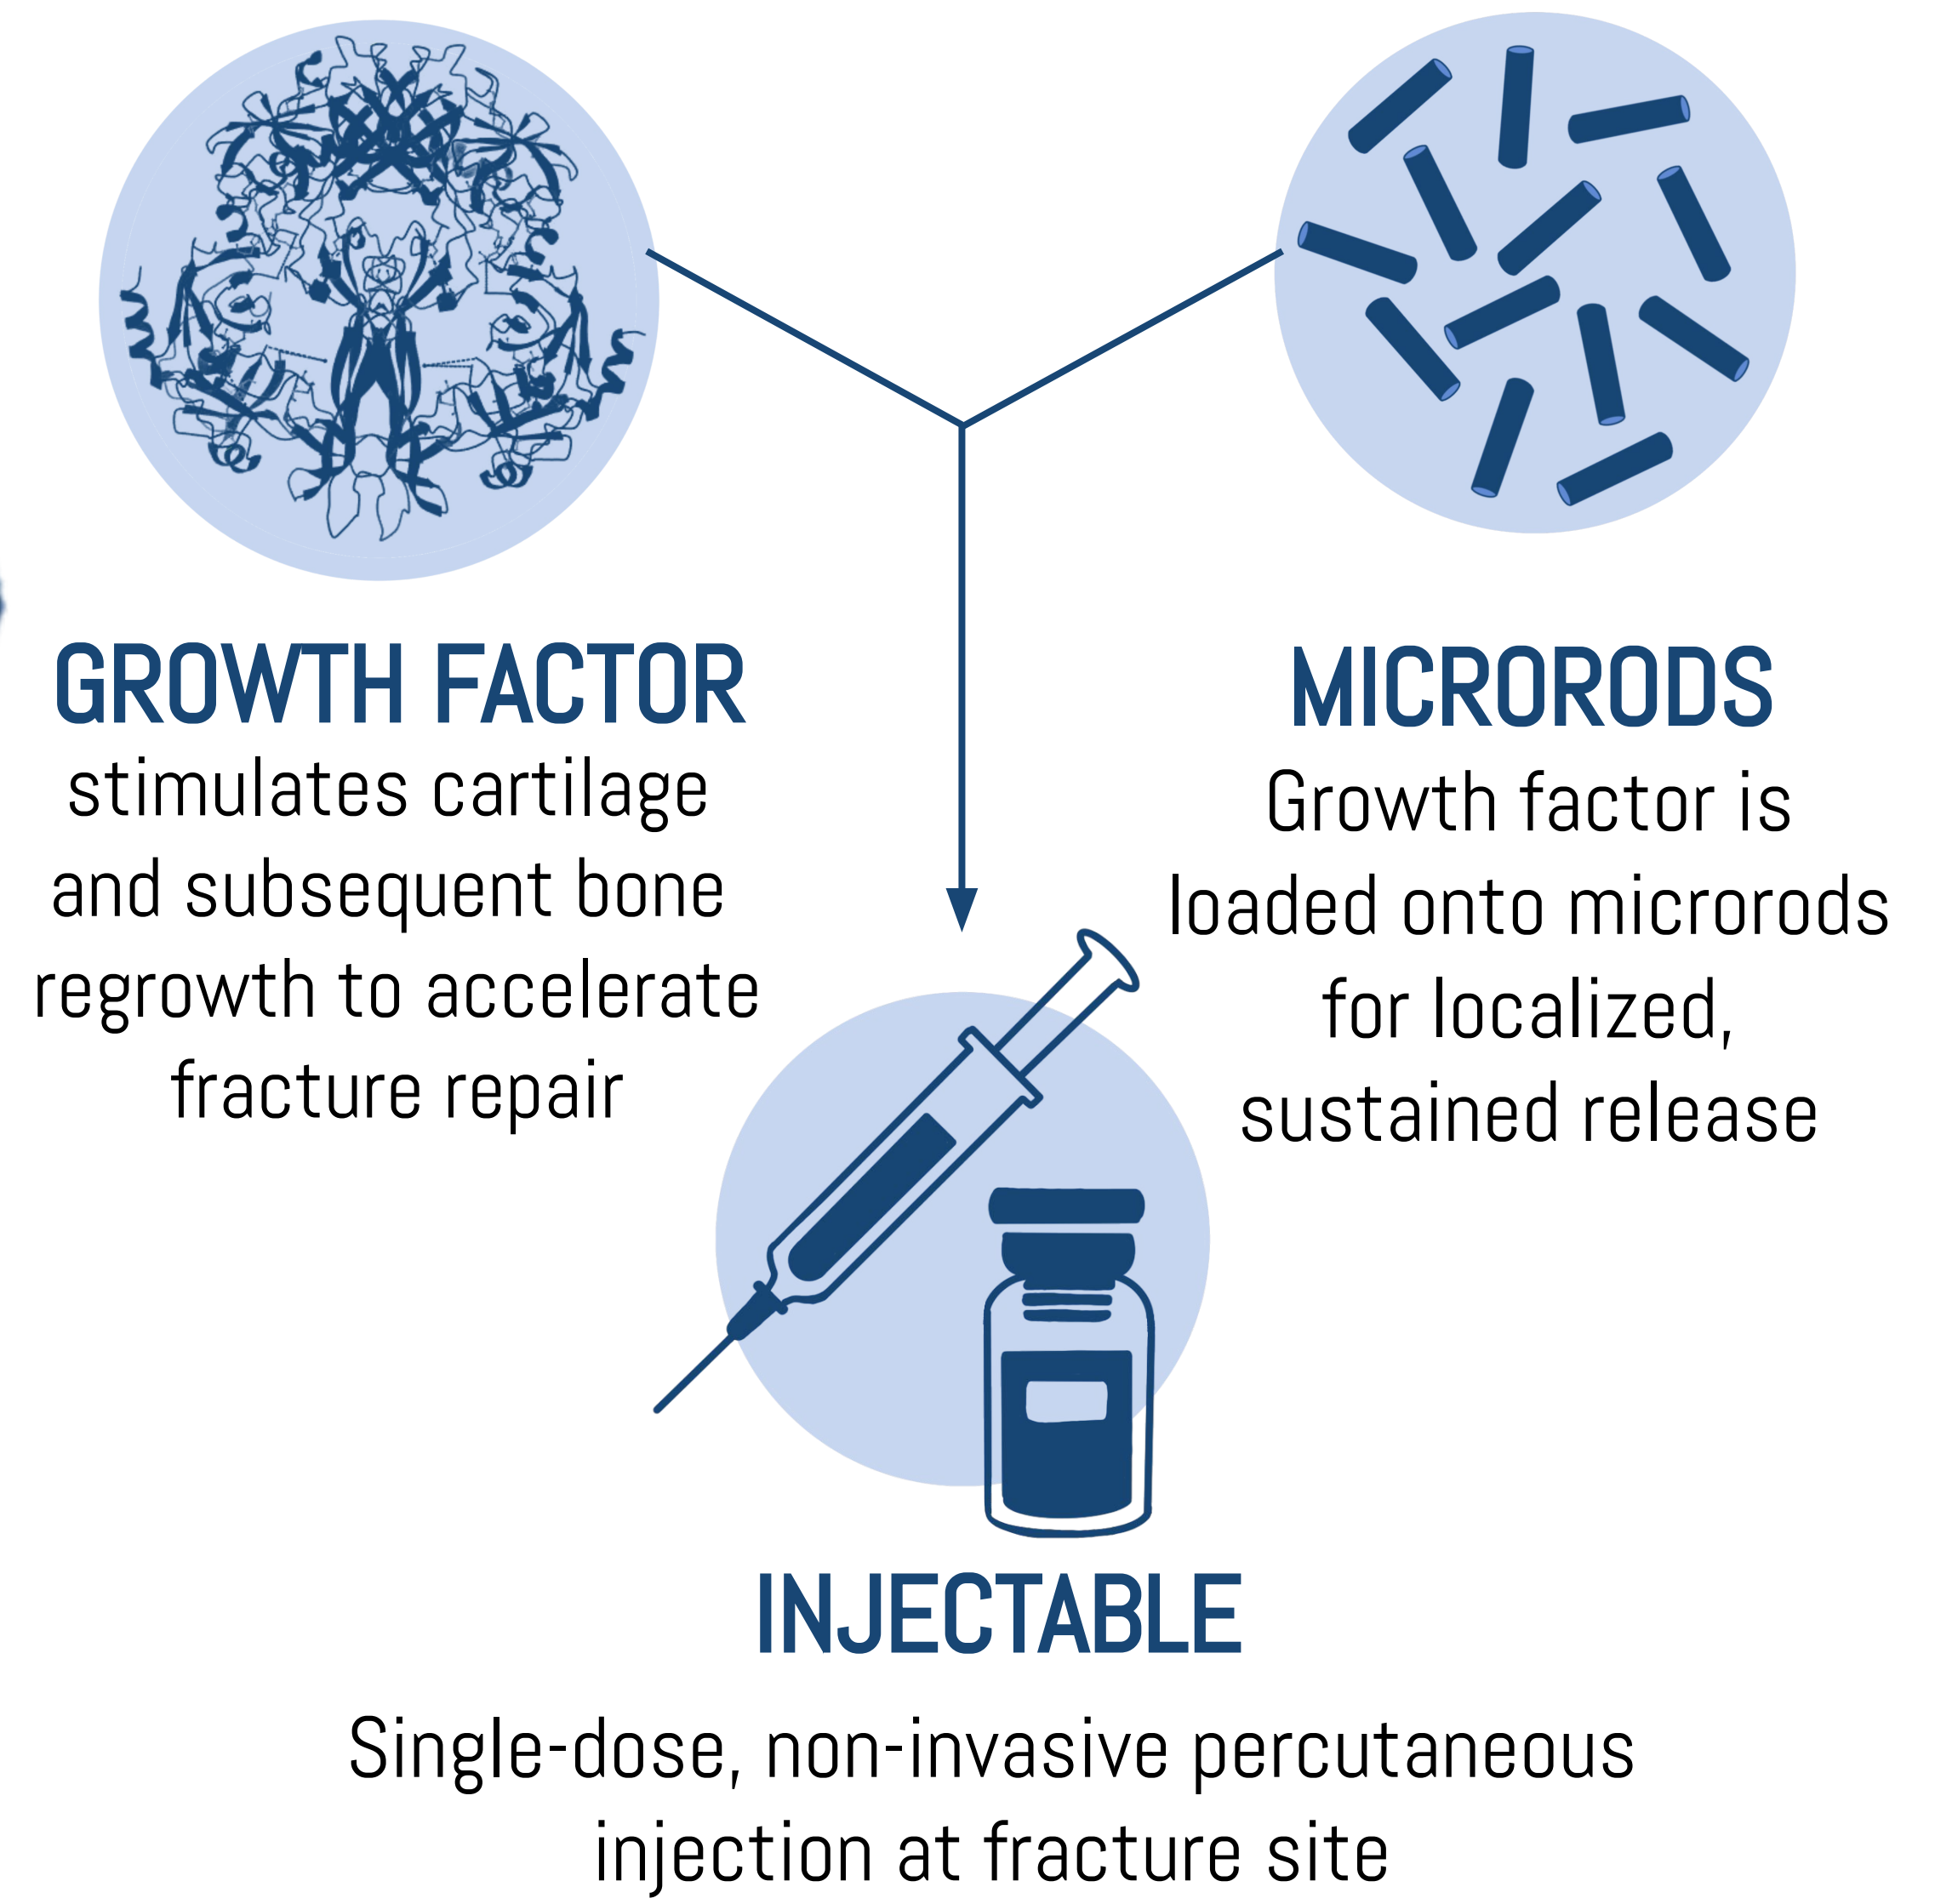 GROWTH FACTOR
stimulates cartilage
and subsequent bone
regrowth to accelerate
fracture repair
MICRORODS
Growth factor is
loaded onto microrods
for localized,
sustained release
INJECTABLE
Single-dose, non-invasive percutaneous
injection at fracture site